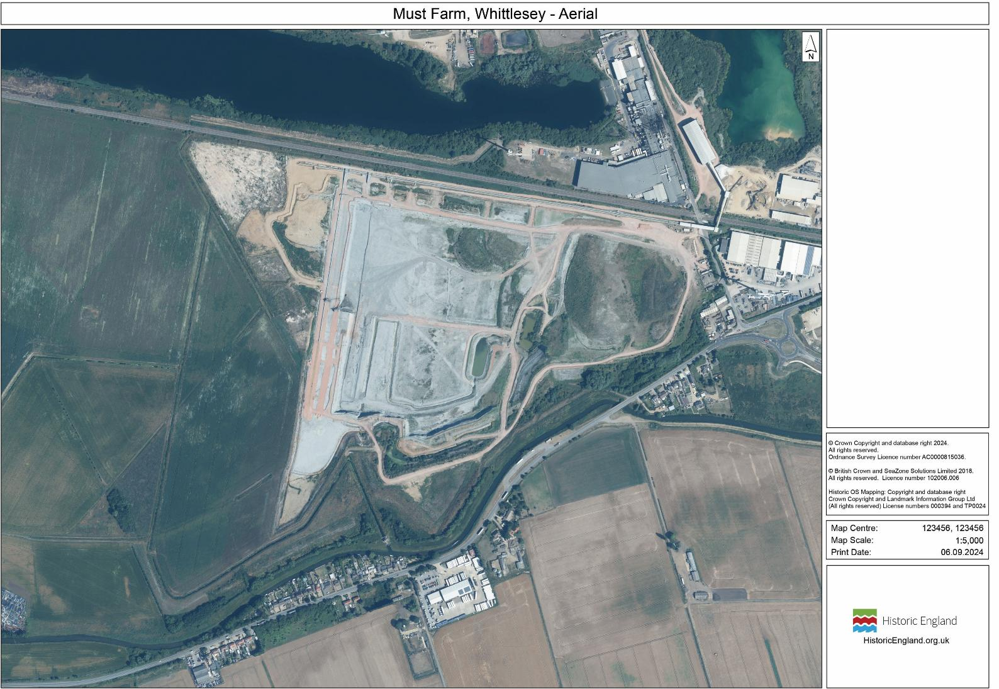 Must Farm, Whittlesey - Aerial
N
© Crown Copyright and database right 2024.
All rights reserved.
Ordnance Survey Licence number AC0000815036.
© British Crown and SeaZone Solutions Limited 2018.
All rights reserved.  Licence number 102006.006
Historic OS Mapping: Copyright and database right
Crown Copyright and Landmark Information Group Ltd
(All rights reserved) License numbers 000394 and TP0024
Map Centre: 123456, 123456
Map Scale: 1:5,000
Print Date: 06.09.2024
Historic England
HistoricEngland.org.uk